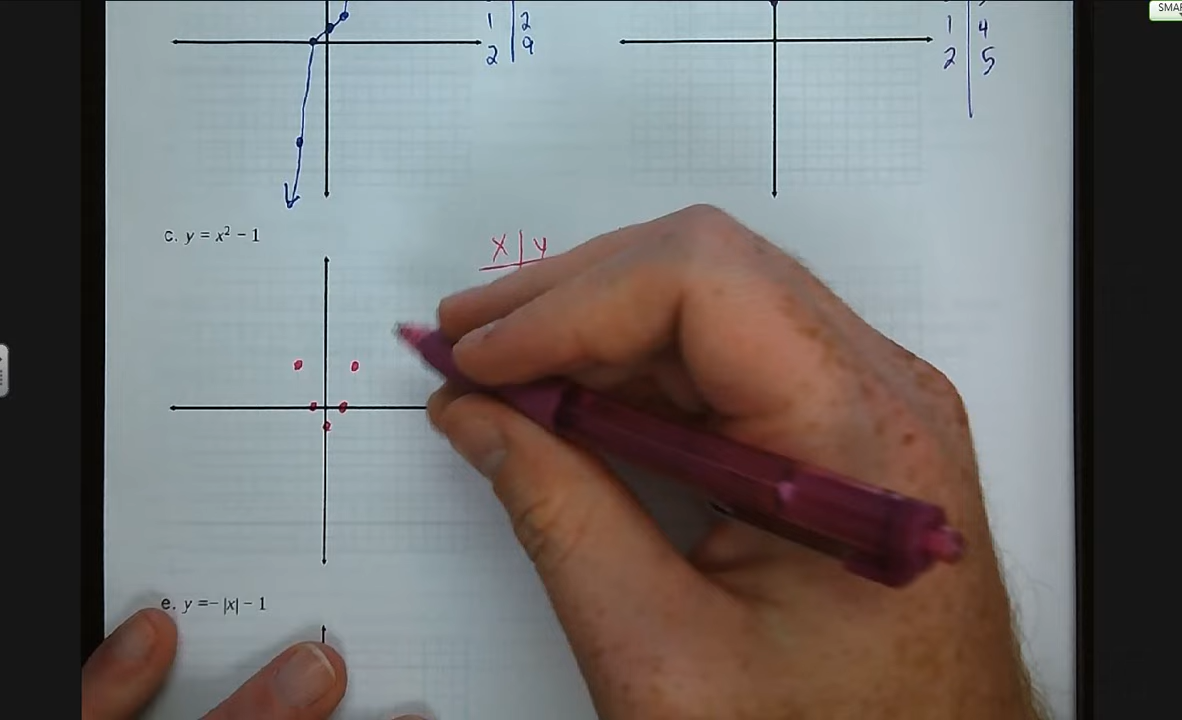 1 2
2 9
1 4
2 5
c. y = x² − 1
X y
e. y =− |x| − 1